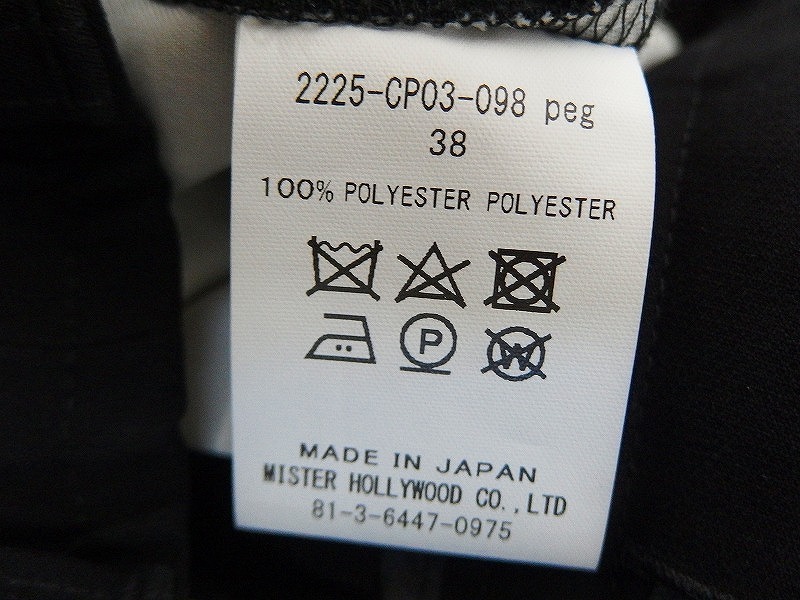 2225-CP03-098 peg
38
100% POLYESTER POLYESTER
P
W
MADE IN JAPAN
MISTER HOLLYWOOD CO.,LTD
81-3-6447-0975